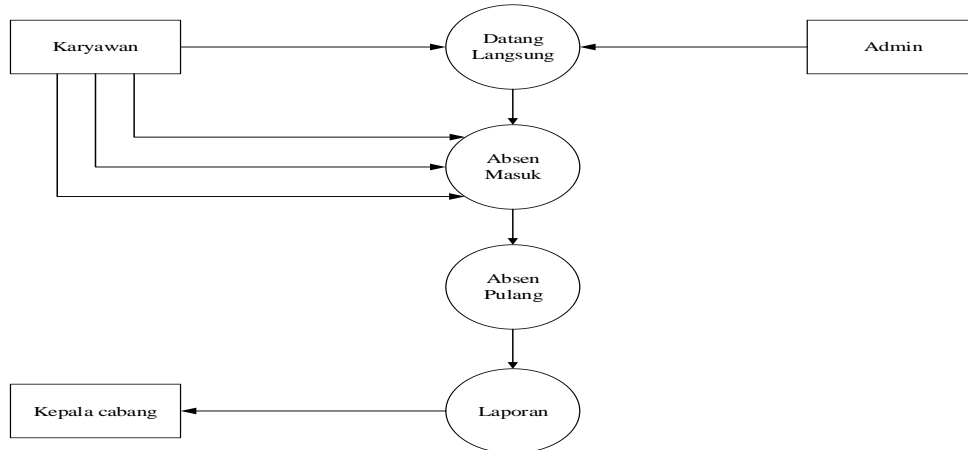 Karyawan
Datang
Langsung
Admin
Absen
Masuk
Absen
Pulang
Kepala cabang
Laporan